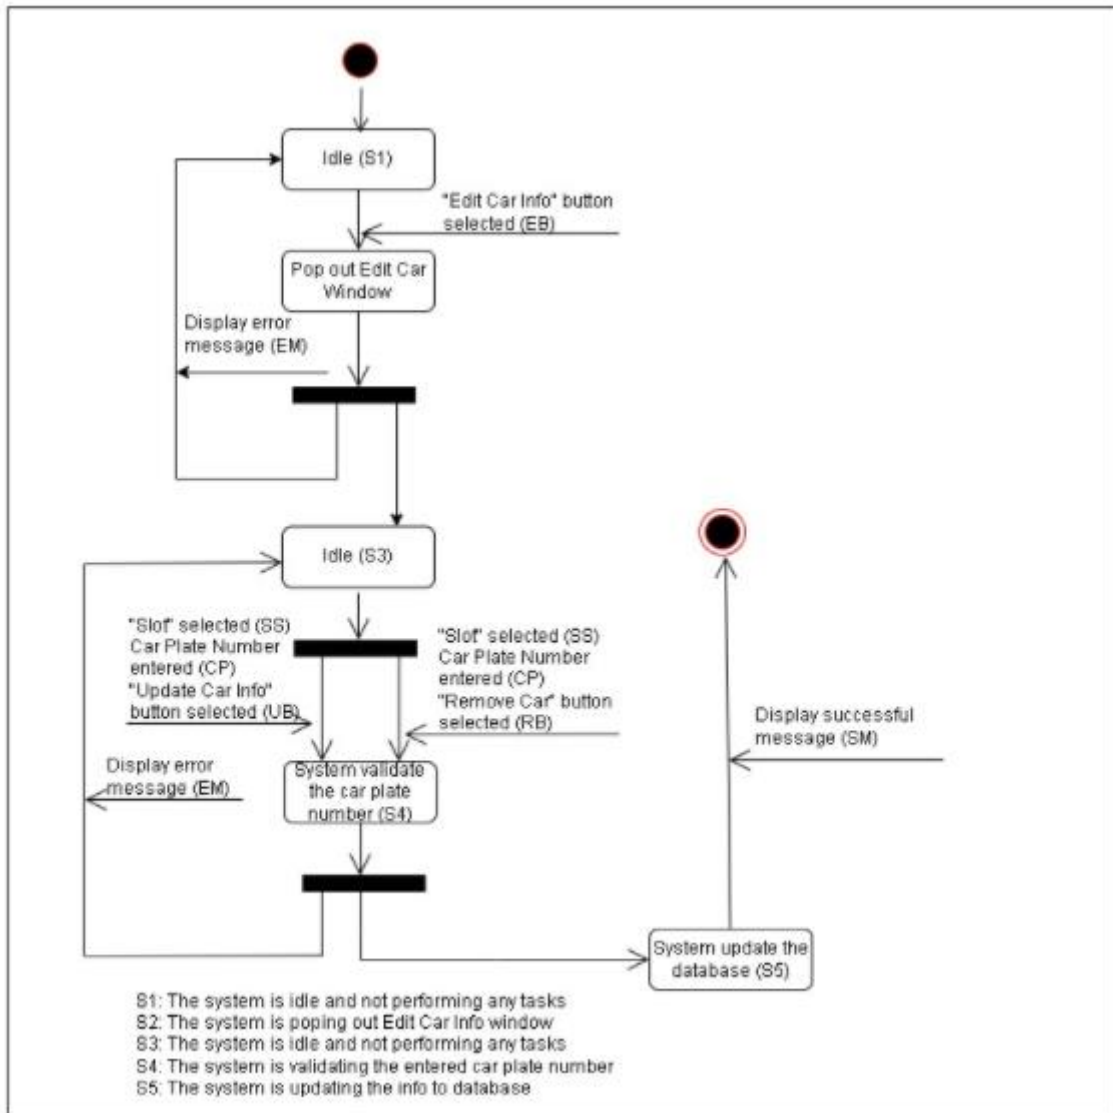 Idle (S1)
"Edit Car Info" button
selected (EB)
Pop out Edit Car
Window
Display error
message (EM)
Idle (S3)
"Slot" selected (SS)
Car Plate Number
entered (CP)
"Update Car Info"
button selected (UB)
"Slot" selected (SS)
Car Plate Number
entered (CP)
"Remove Car" button
selected (RB)
Display successful
message (SM)
Display error
message (EM)
System validate
the car plate
number (S4)
System update the
database (S5)
S1: The system is idle and not performing any tasks
S2: The system is poping out Edit Car Info window
S3: The system is idle and not performing any tasks
S4: The system is validating the entered car plate number
S5: The system is updating the info to database